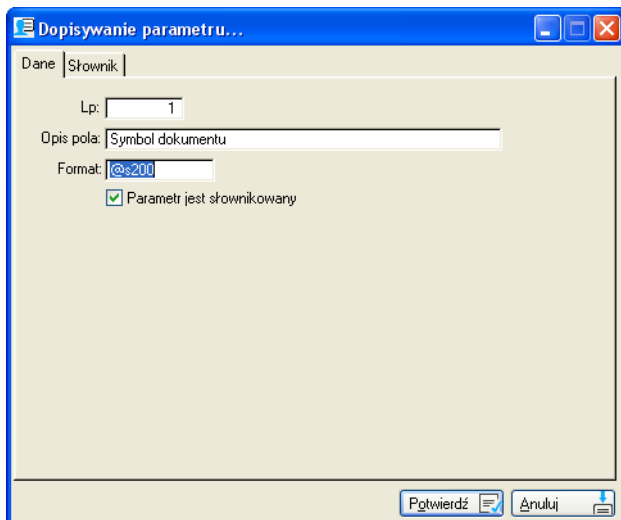 Dopisywanie parametru...
Dane Słownik
Lp: 1
Opis pola: Symbol dokumentu
Format: @s200
Parametr jest słownikowany
Potwierdź Anuluj